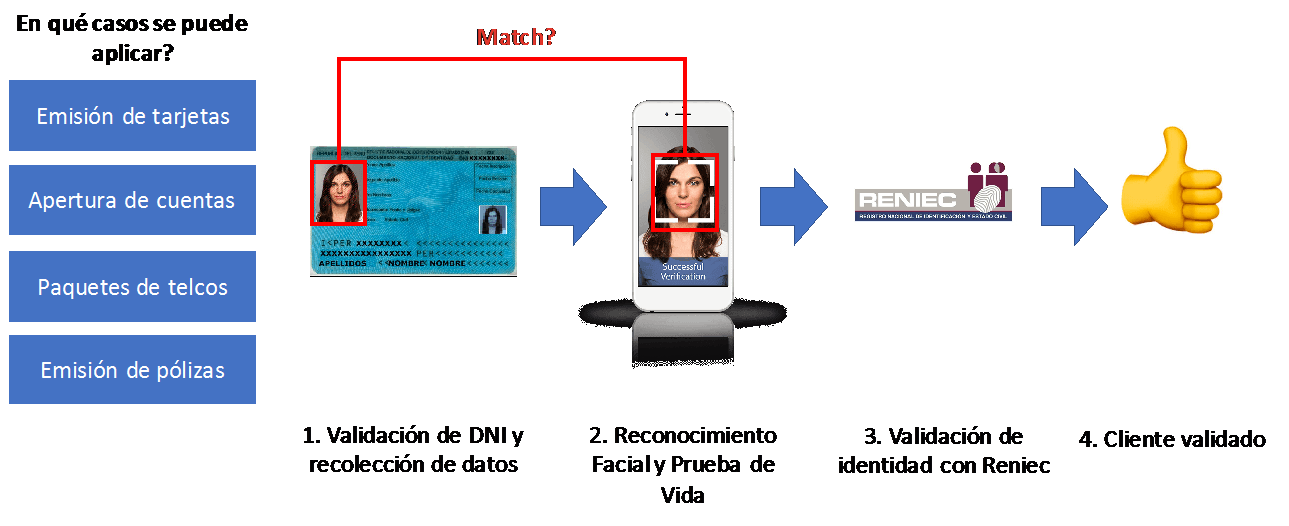 En qué casos se puede
aplicar?
Emisión de tarjetas
Apertura de cuentas
Paquetes de telcos
Emisión de pólizas
Match?
I<PER XXXXXXXX< <<<<<<<<<<
XXXXXXXXXXXXXXX PER<<<<<<<<
APELLIDOS <<NOMBRE NOMBRE<<<<<<
Successful
Verification
RENIEC
REGISTRO NACIONAL DE IDENTIFICACIÓN Y ESTADO CIVIL
1. Validación de DNI y
recolección de datos
2. Reconocimiento
Facial y Prueba de
Vida
3. Validación de
identidad con Reniec
4. Cliente validado